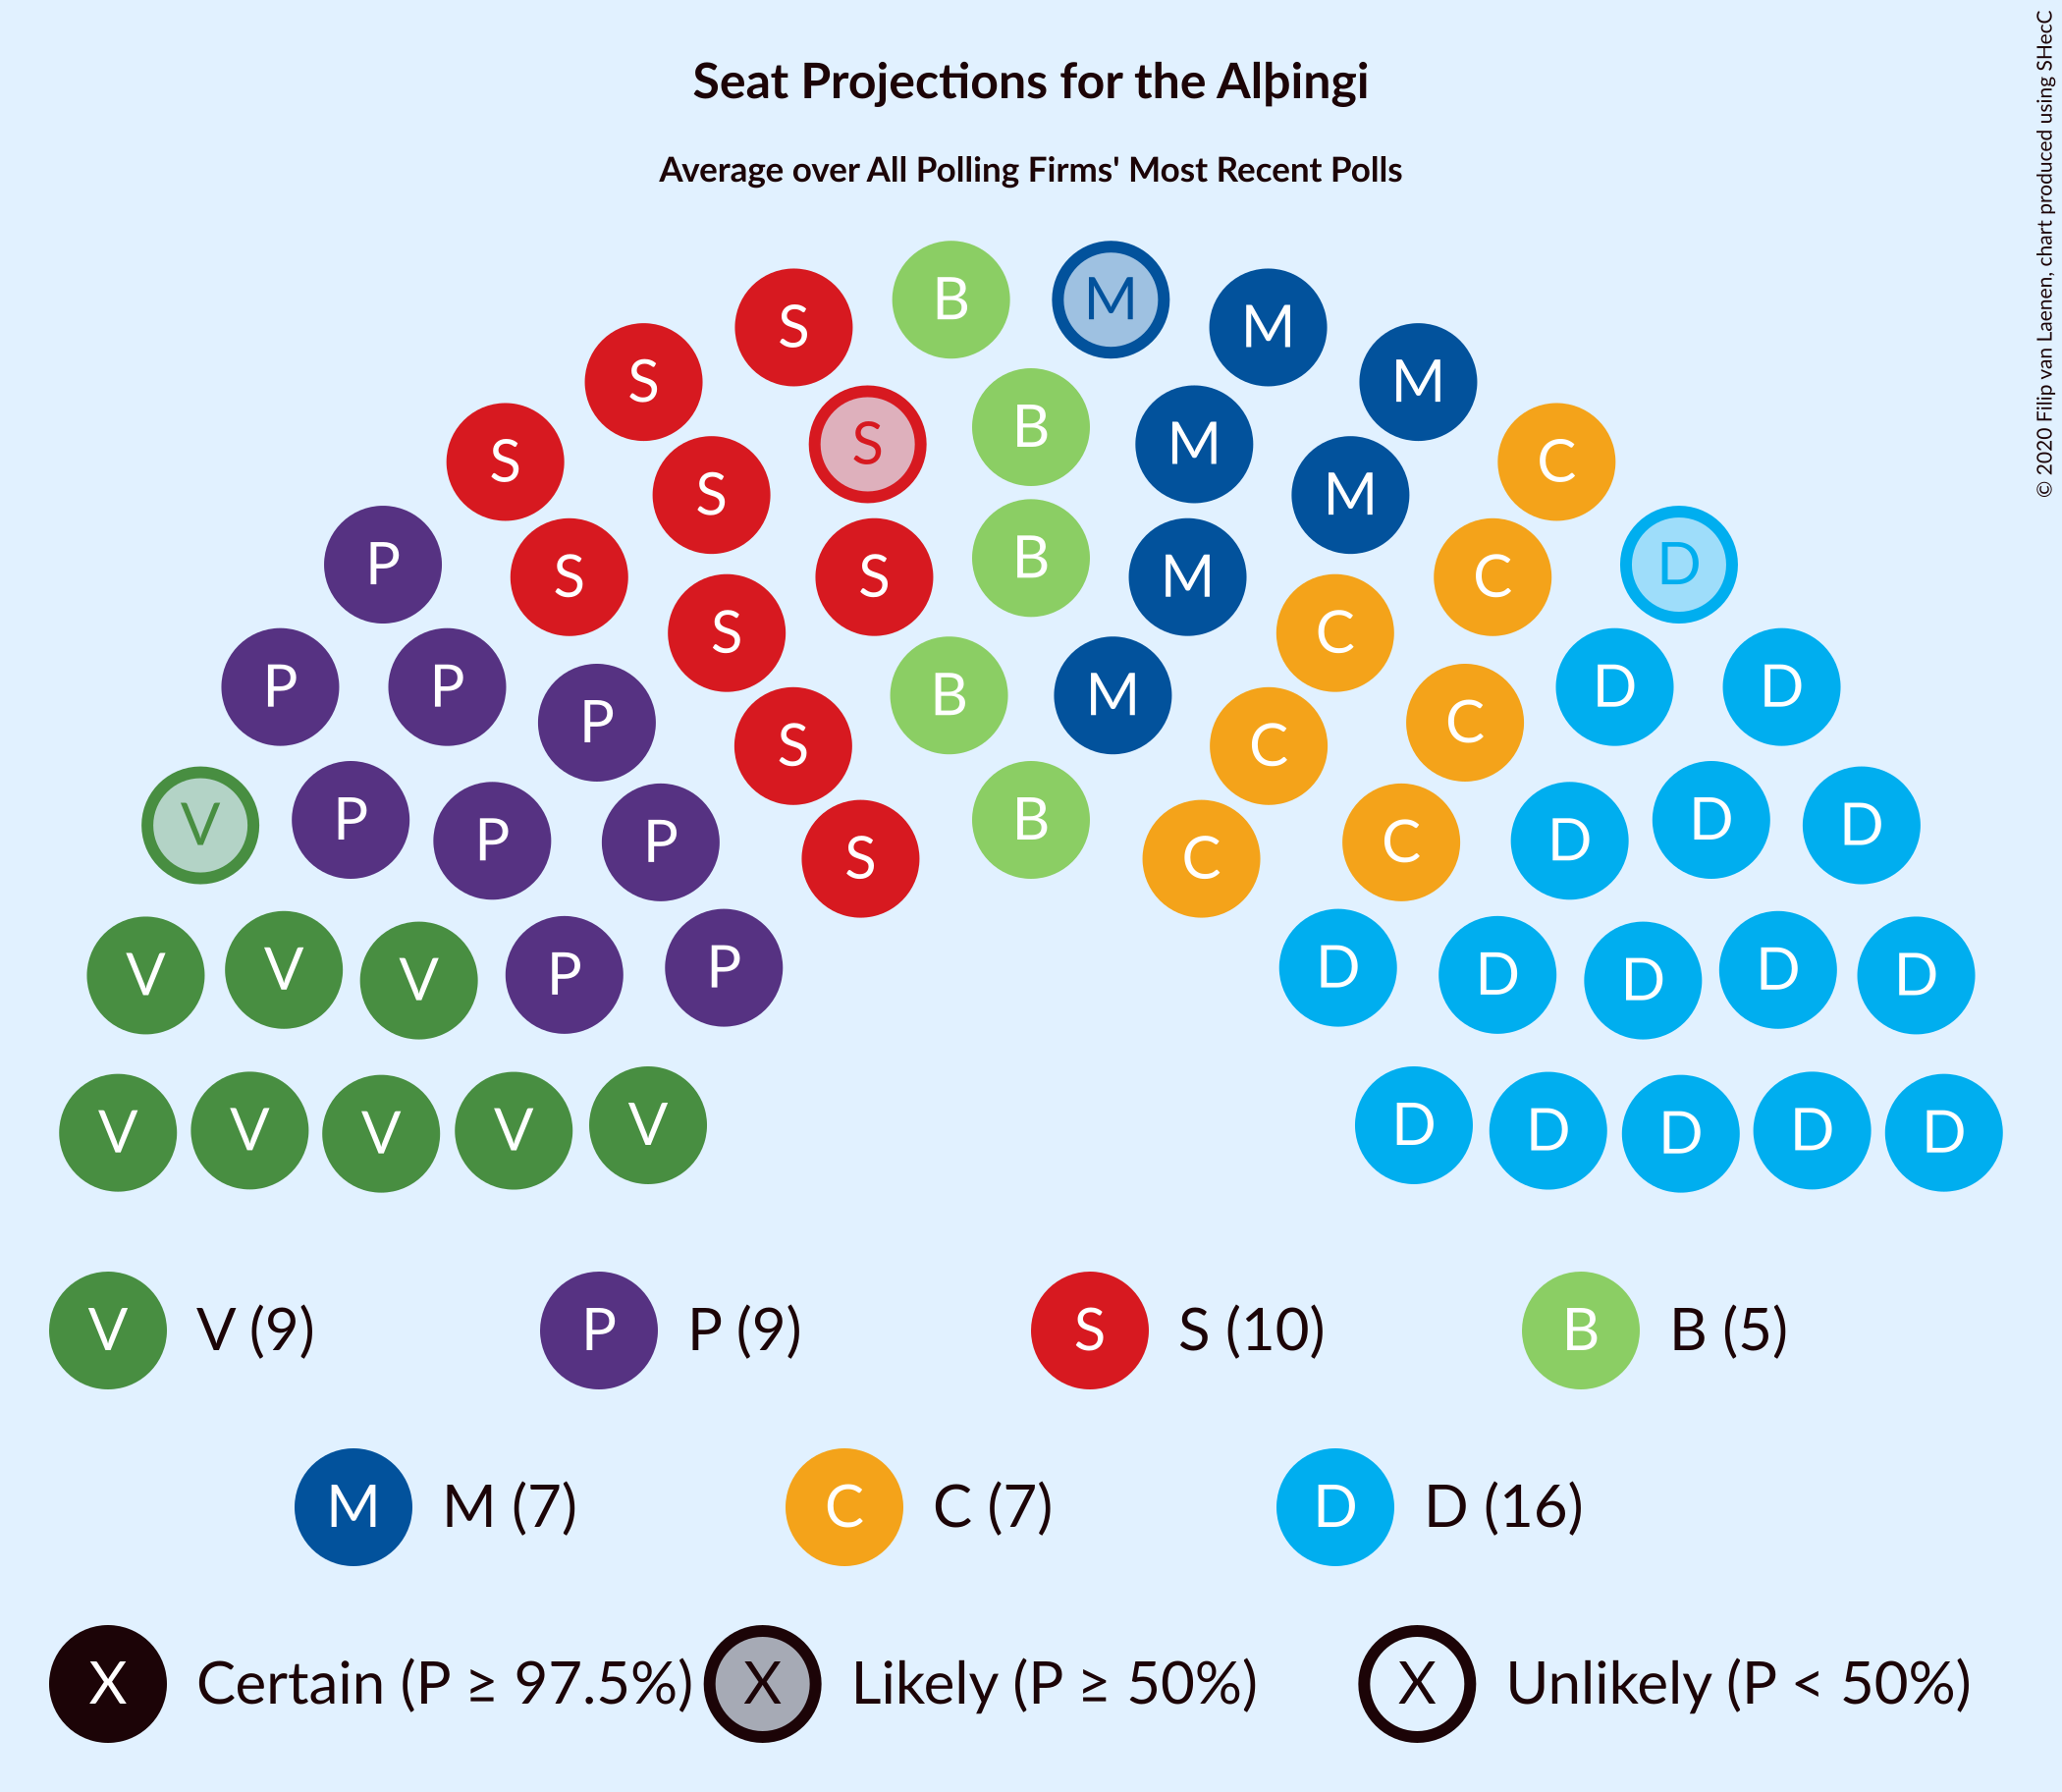 Seat Projections for the Alþingi
Average over All Polling Firms' Most Recent Polls
© 2020 Filip van Laenen, chart produced using SHecC
B M
S M
S M
S B M C
S S M
P S B D
S S M C
P P S C D D
P B M C
S C
V P B D D
P P S C C D
V V P P D D D D
V V V V V D D D D D
V V (9) P P (9) S S (10) B B (5)
M M (7) C C (7) D D (16)
X Certain (P ≥ 97.5%) X Likely (P ≥ 50%) X Unlikely (P < 50%)